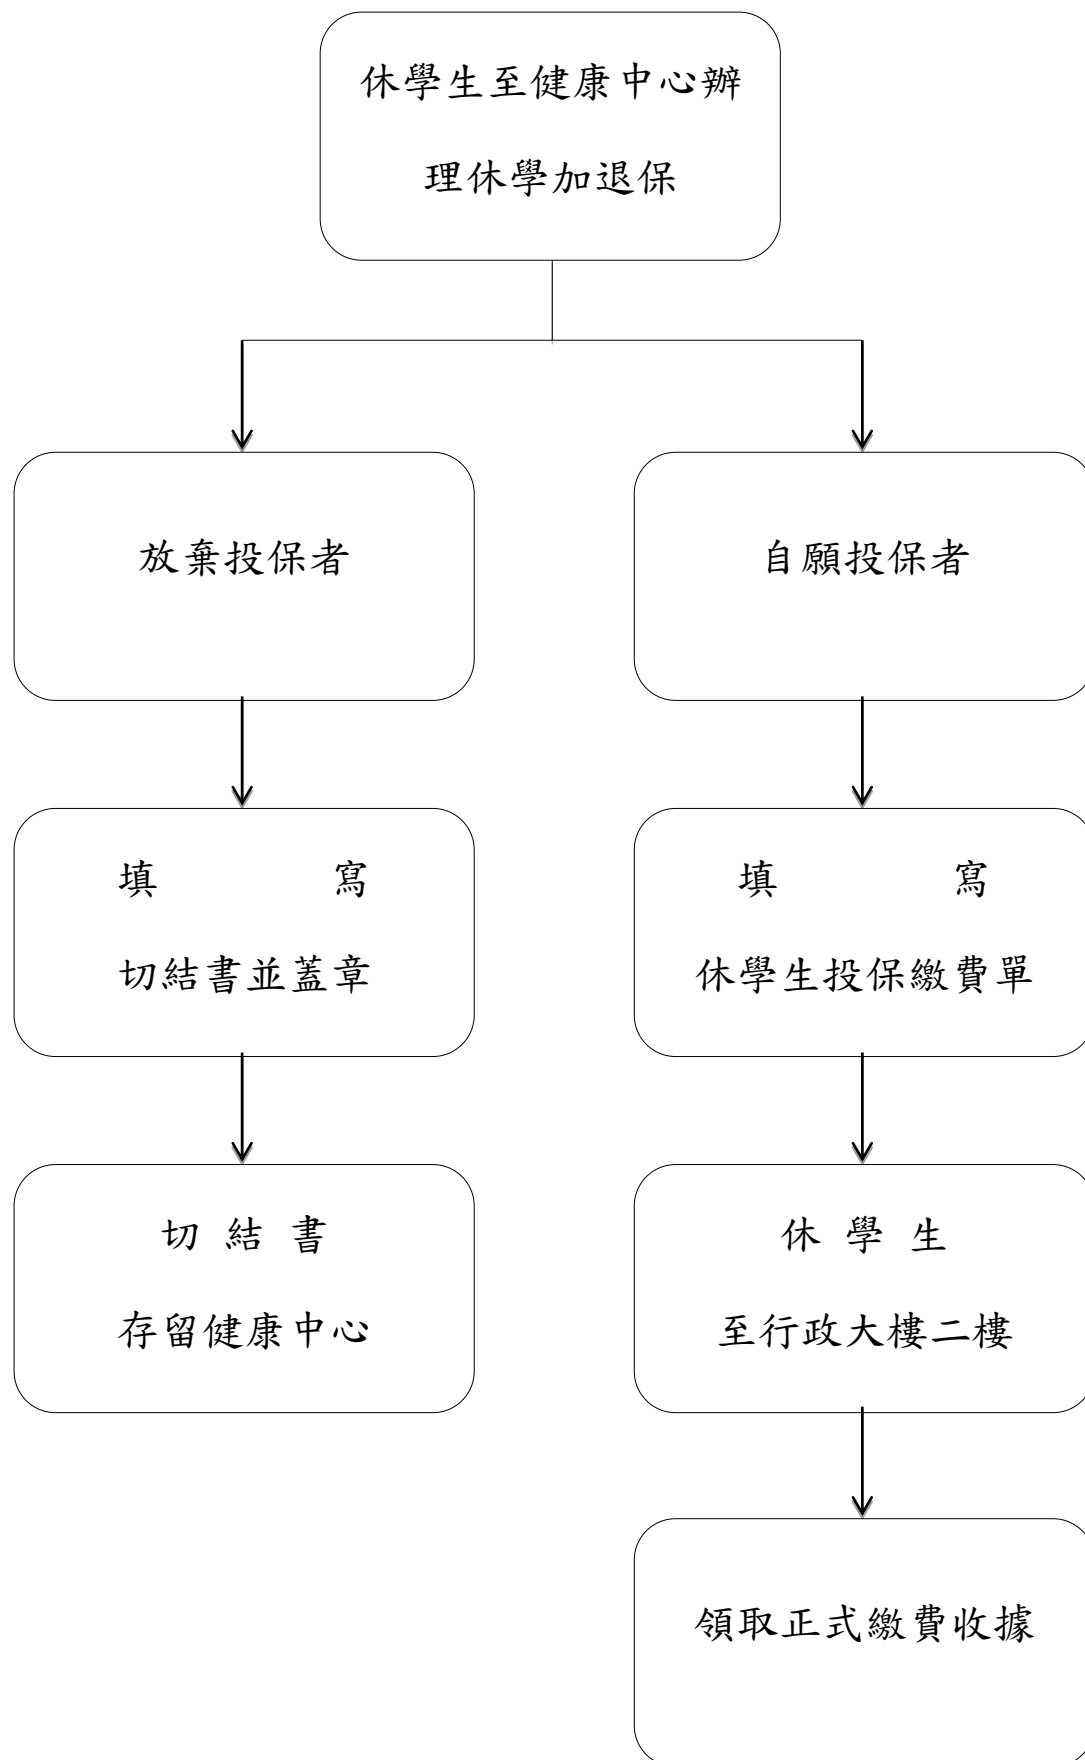 休學生至健康中心辦
理休學加退保
放棄投保者
自願投保者
填 寫
切結書並蓋章
填 寫
休學生投保繳費單
切 結 書
存留健康中心
休 學 生
至行政大樓二樓
領取正式繳費收據